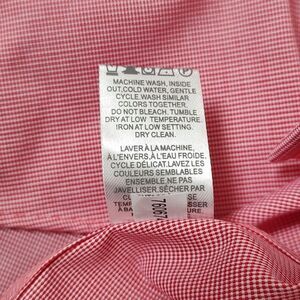 MACHINE WASH, INSIDE
OUT,COLD WATER, GENTLE
CYCLE.WASH SIMILAR
COLORS TOGETHER.
DO NOT BLEACH. TUMBLE
DRY AT LOW TEMPERATURE
IRON AT LOW SETTING.
DRY CLEAN.
LAVER À LA MACHINE,
À L'ENVERS,À L'EAU FROIDE,
CYCLE DÉLICAT.LAVEZ LES
COULEURS SEMBLABLES
ENSEMBLE.NE PAS
JAVELLISER.SÉCHER PAR